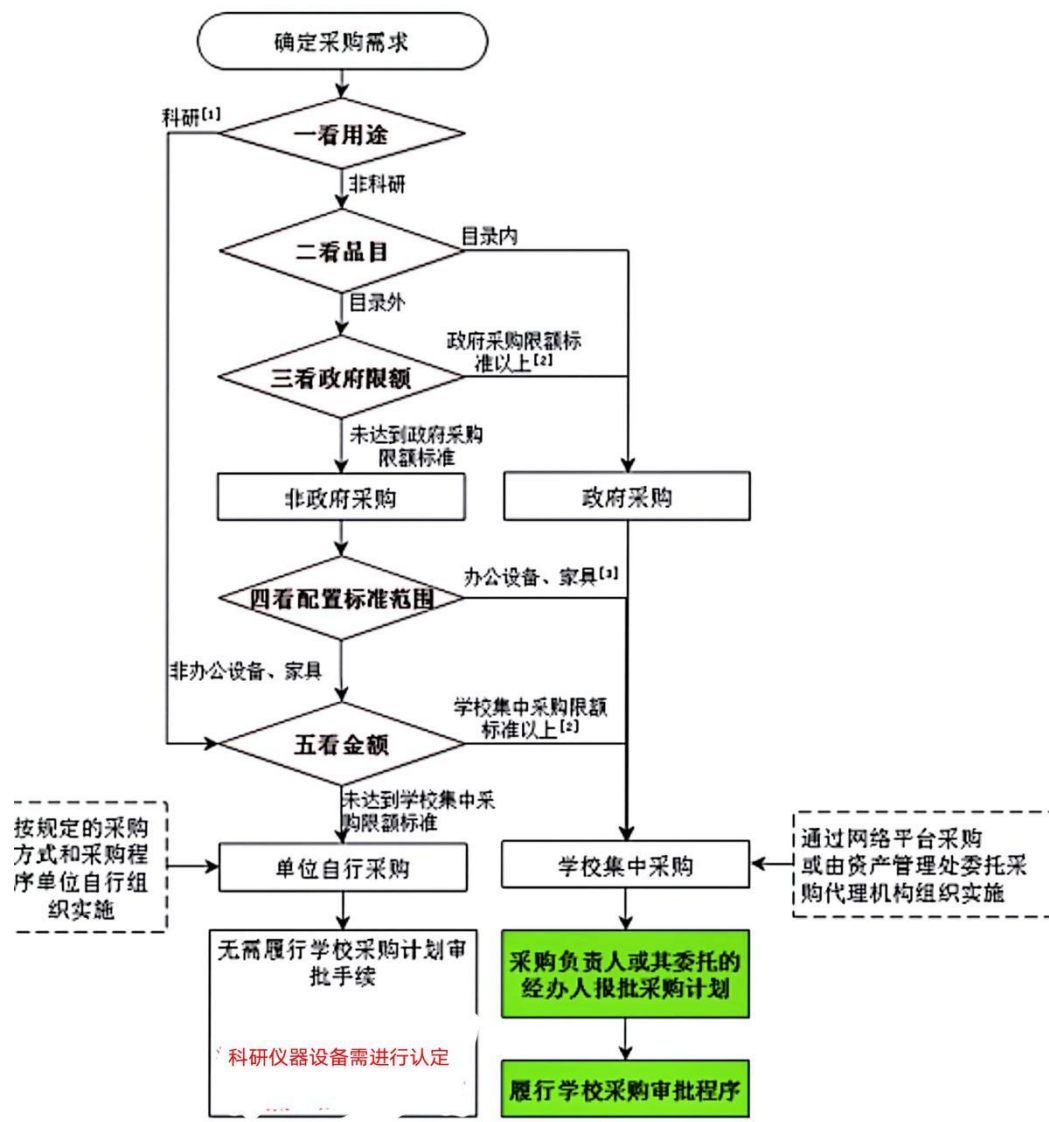 确定采购需求
科研[1]
一看用途
非科研
二看品目
目录内
目录外
政府采购限额标
准以上[2]
三看政府限额
未达到政府采购
限额标准
非政府采购
政府采购
办公设备、家具[3]
四看配置标准范围
非办公设备、家具
学校集中采购限额
标准以上[2]
五看金额
未达到学校集中采
购限额标准
按规定的采购
方式和采购程
序单位自行组
织实施
单位自行采购
学校集中采购
通过网络平台采购
或由资产管理处委托采
购代理机构组织实施
无需履行学校采购计划审
批手续
科研仪器设备需进行认定
采购负责人或其委托的
经办人报批采购计划
履行学校采购审批程序